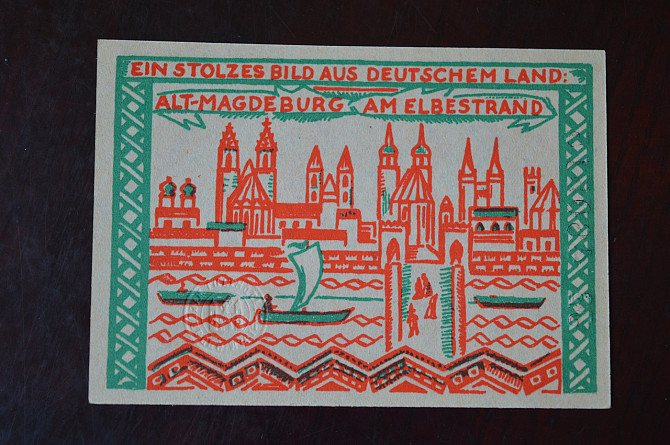 EIN STOLZES BILD AUS DEUTSCHEM LAND:
ALT-MAGDEBURG AM ELBESTRAND